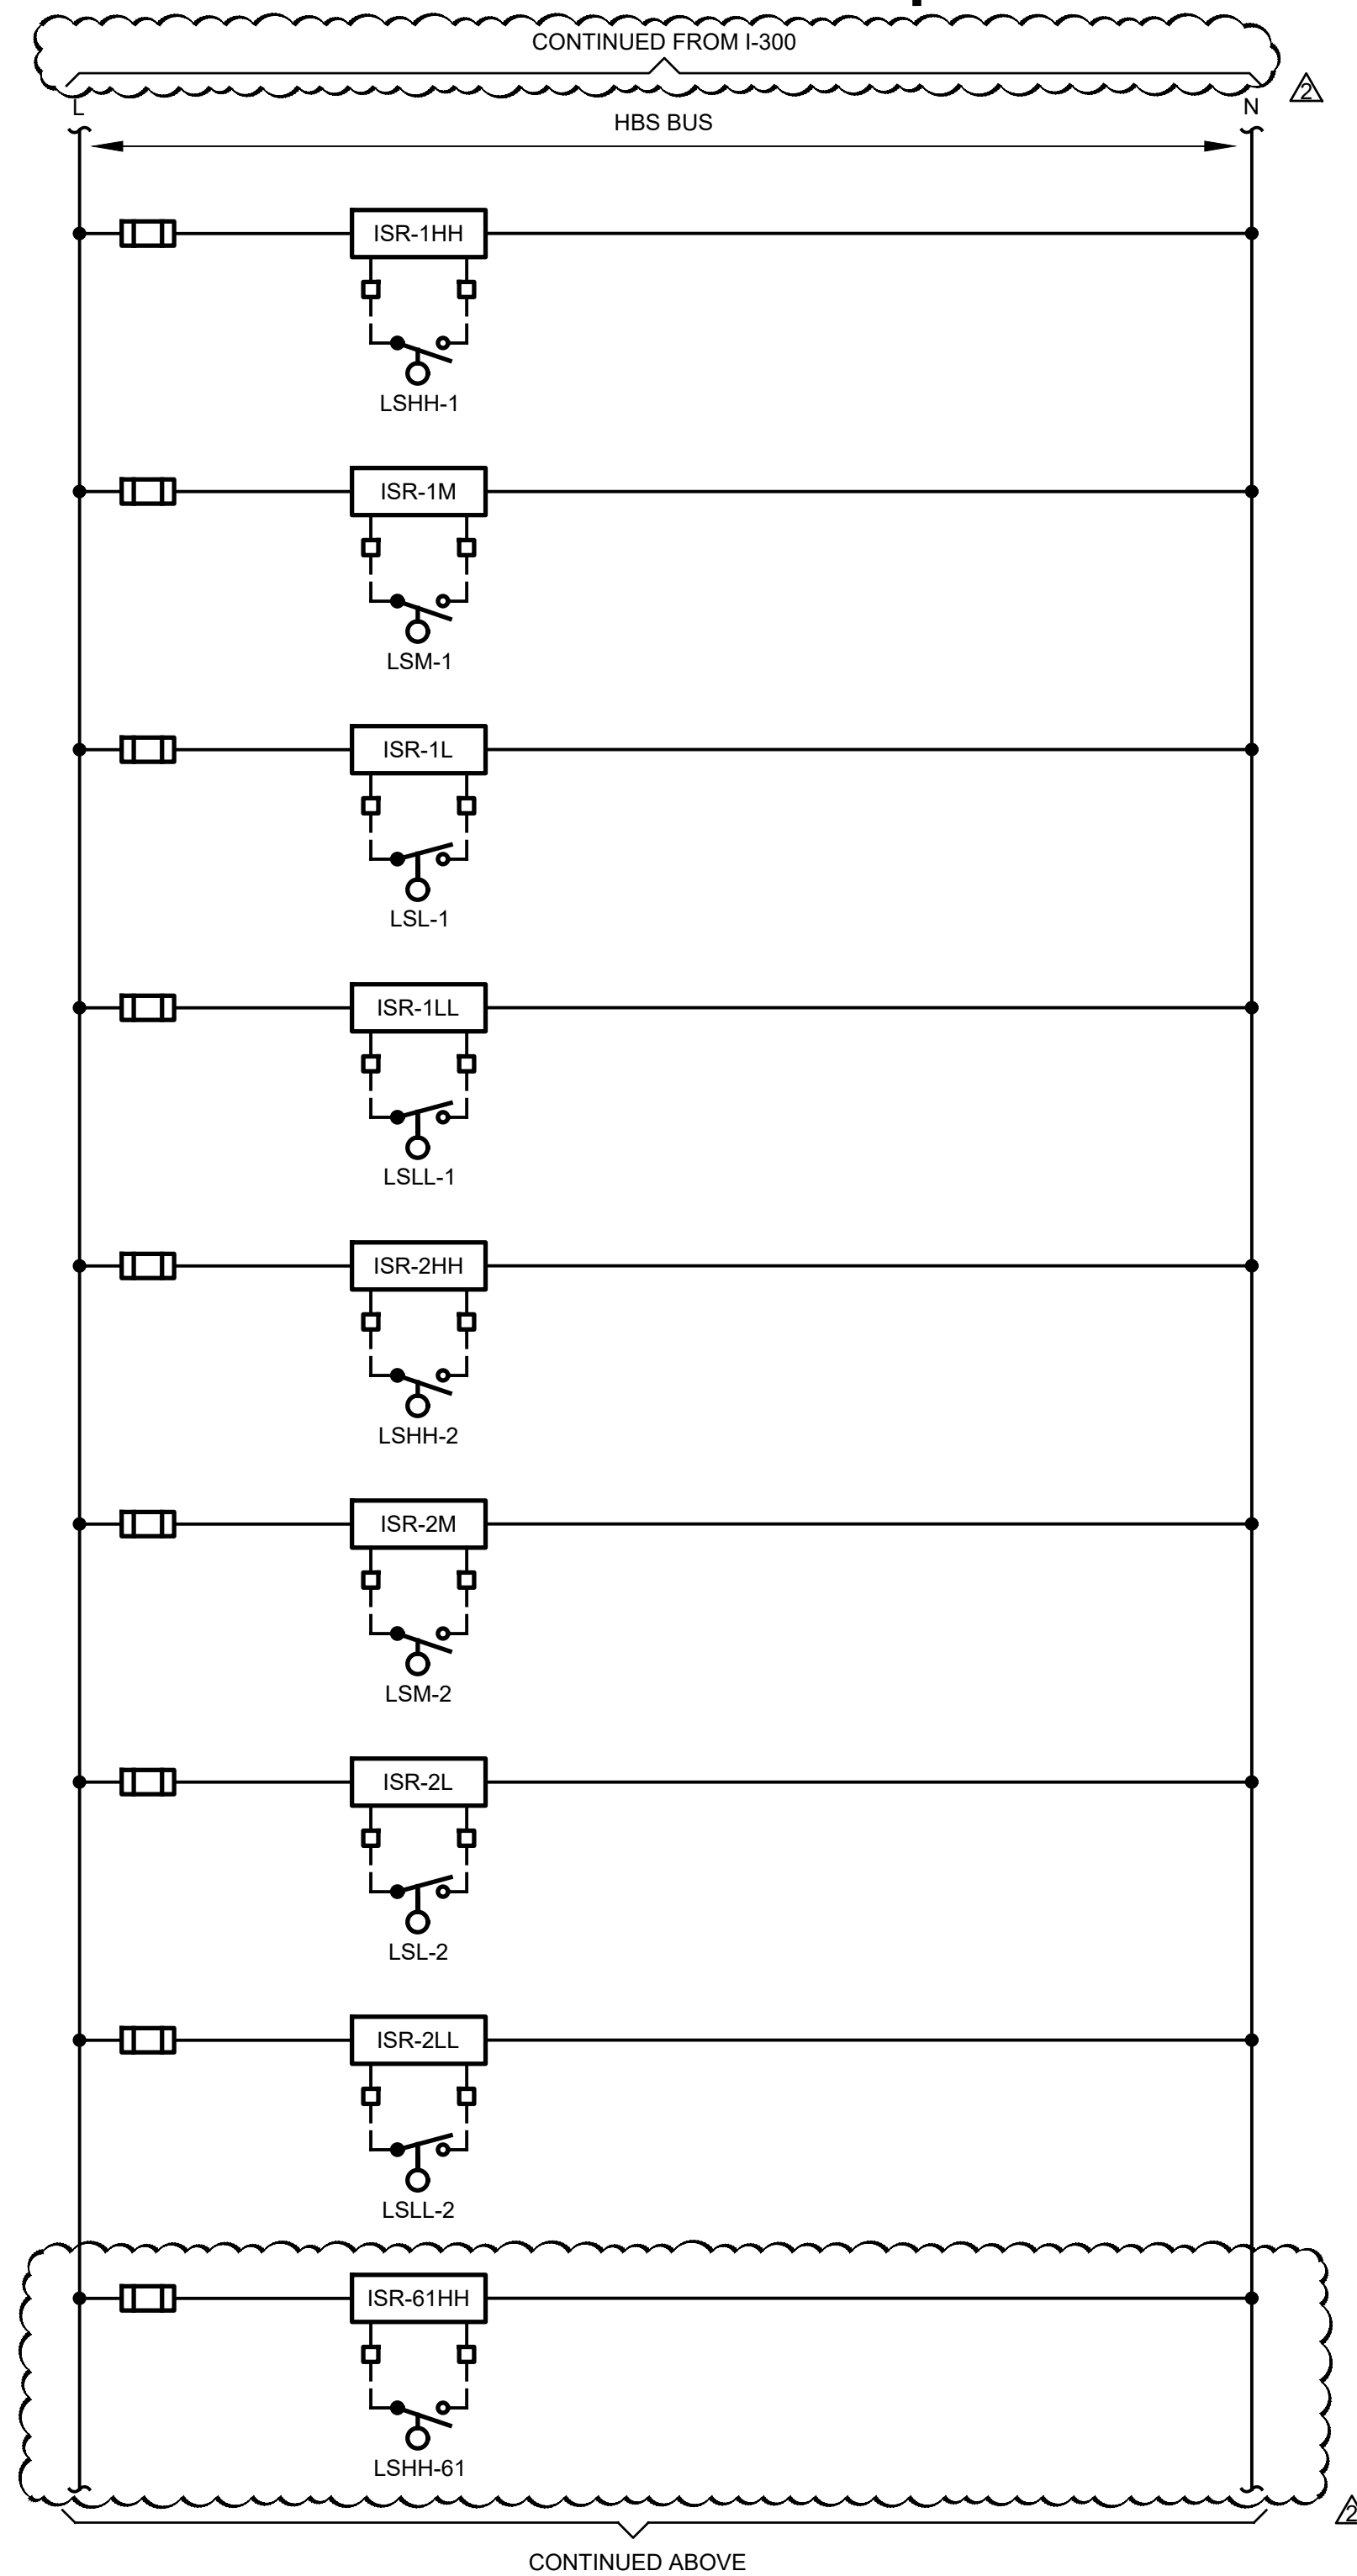 CONTINUED FROM I-300
2
L
N
HBS BUS
ISR-1HH
LSHH-1
ISR-1M
LSM-1
ISR-1L
LSL-1
ISR-1LL
LSLL-1
ISR-2HH
LSHH-2
ISR-2M
LSM-2
ISR-2L
LSL-2
ISR-2LL
LSLL-2
ISR-61HH
LSHH-61
2
CONTINUED ABOVE